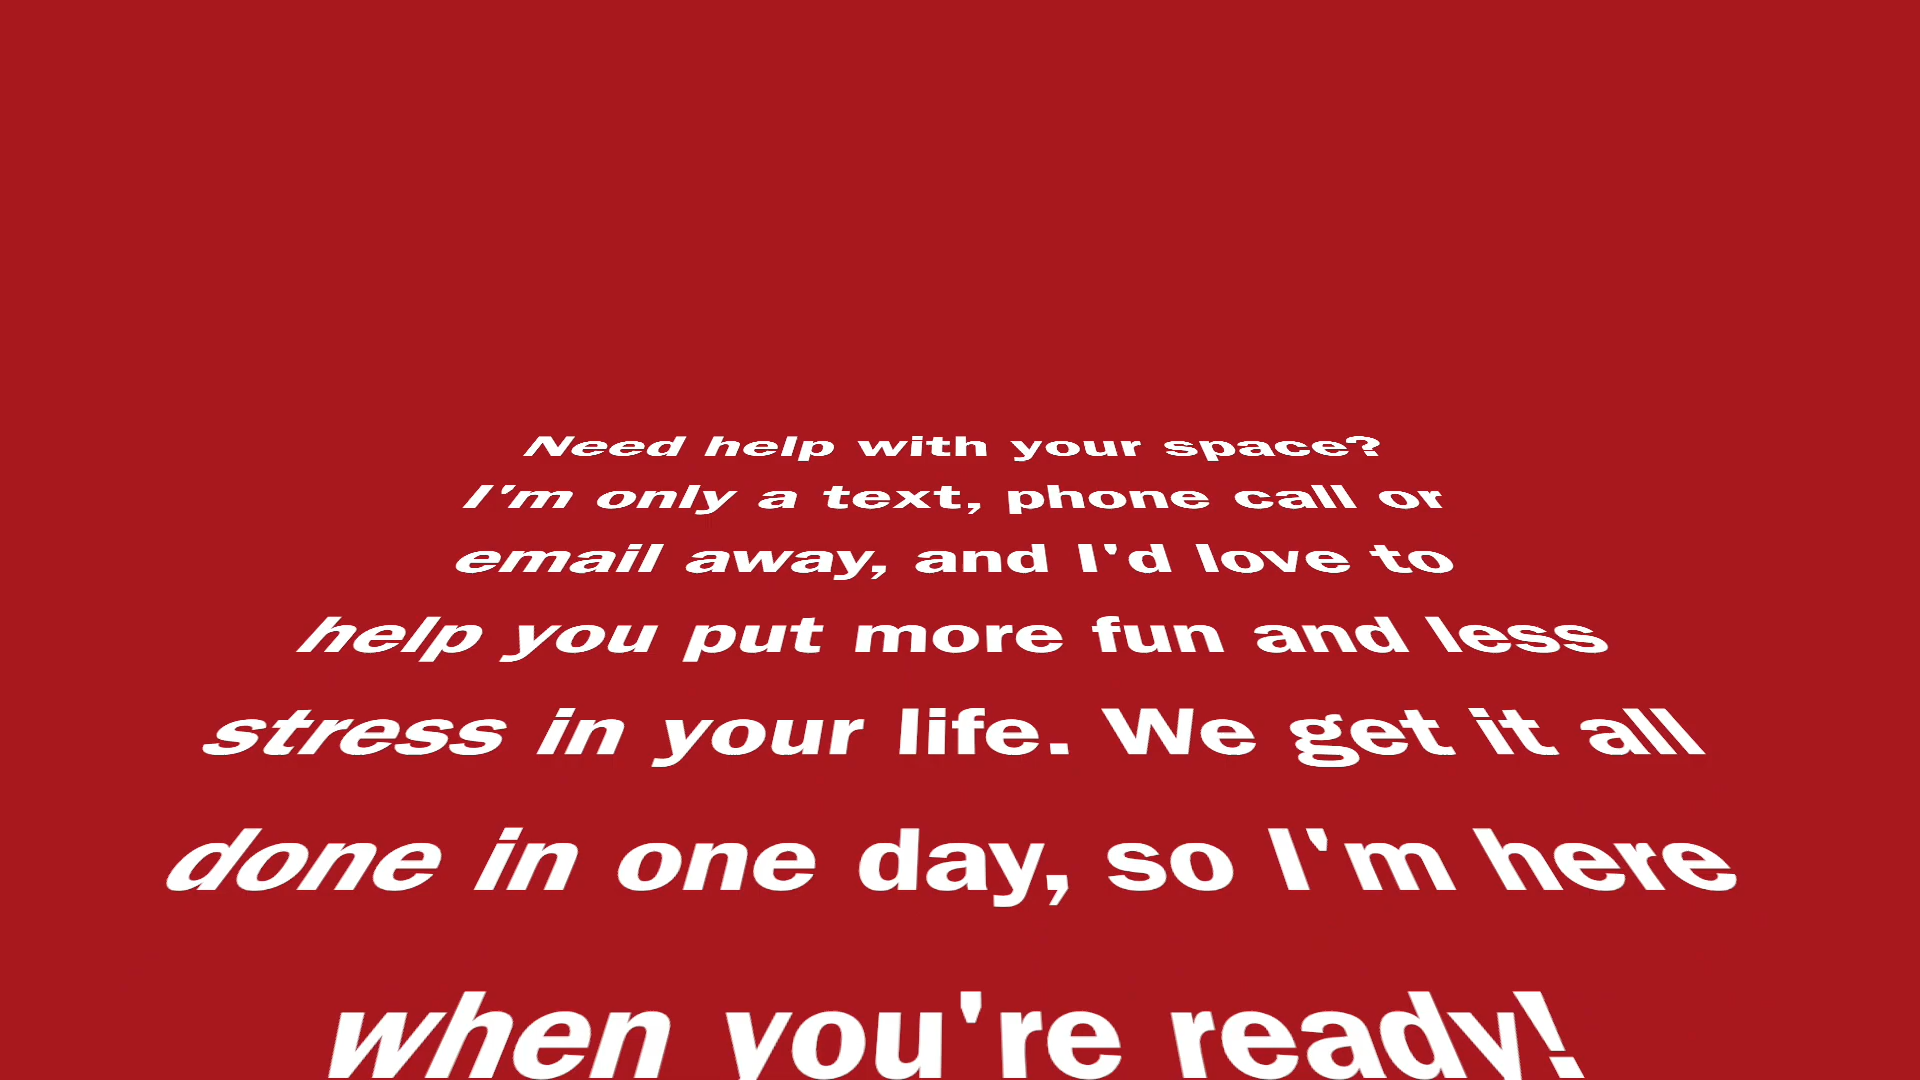 Need help with your space?
I'm only a text, phone call or
email away, and I'd love to
help you put more fun and less
stress in your life. We get it all
done in one day, so I'm here
when you're ready!